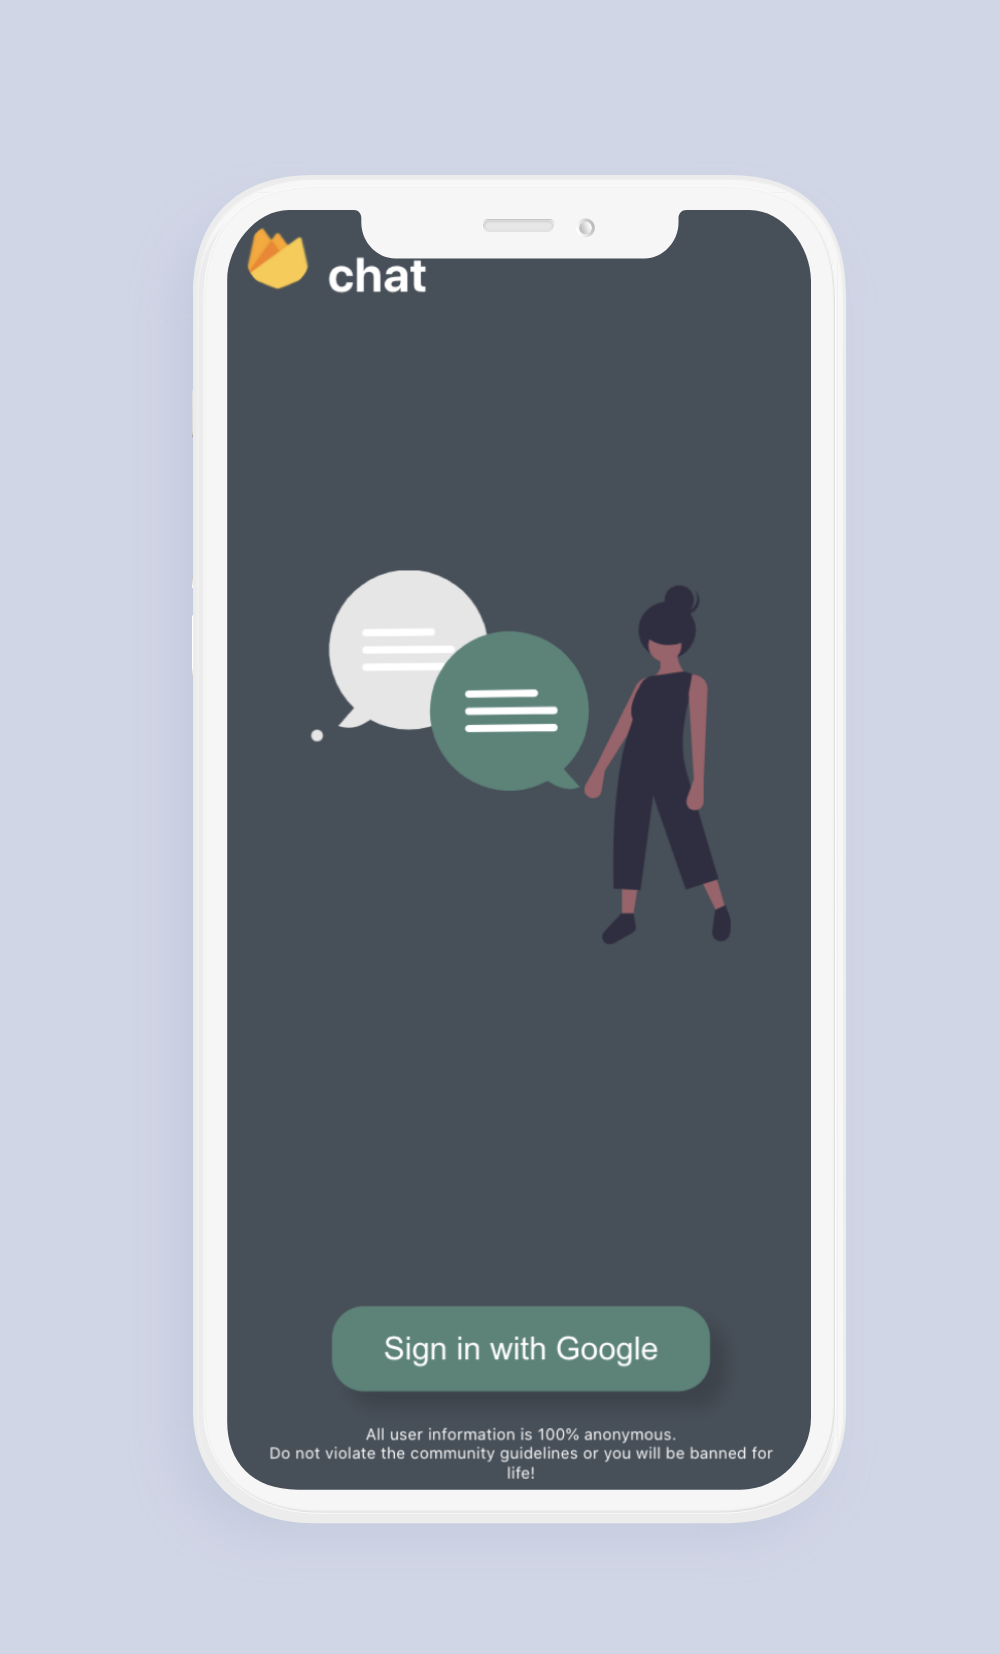 chat
Sign in with Google
All user information is 100% anonymous.
Do not violate the community guidelines or you will be banned for
life!